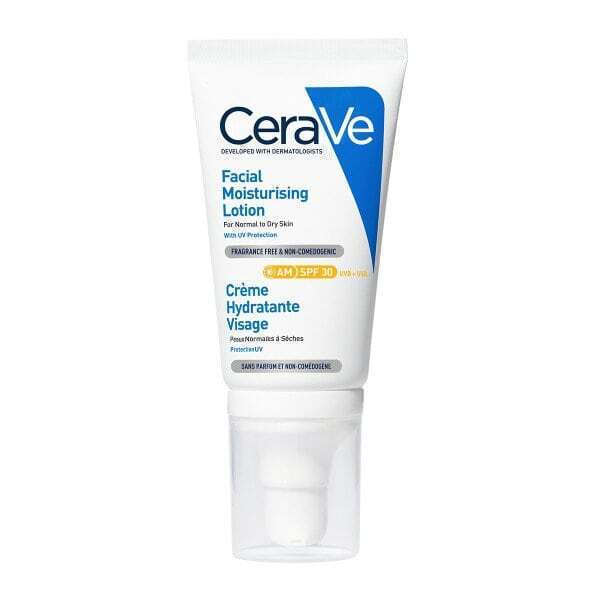 CeraVe
DEVELOPED WITH DERMATOLOGISTS
Facial
Moisturising
Lotion
For Normal to Dry Skin
With UV Protection
FRAGRANCE FREE & NON-COMEDOGENIC
AM SPF 30
Crème
Hydratante
Visage
Peaux Normales à Sèches
Protection UV
SANS PARFUM ET NON-COMÉDOGÈNE